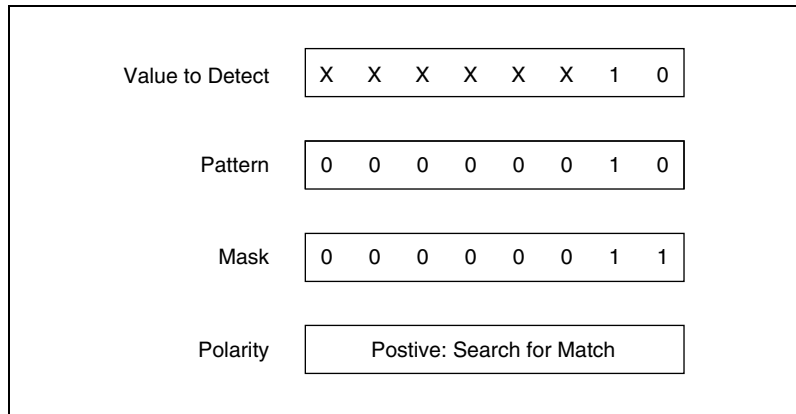 Value to Detect X X X X X X 1 0
Pattern 0 0 0 0 0 0 1 0
Mask 0 0 0 0 0 0 1 1
Polarity Postive: Search for Match